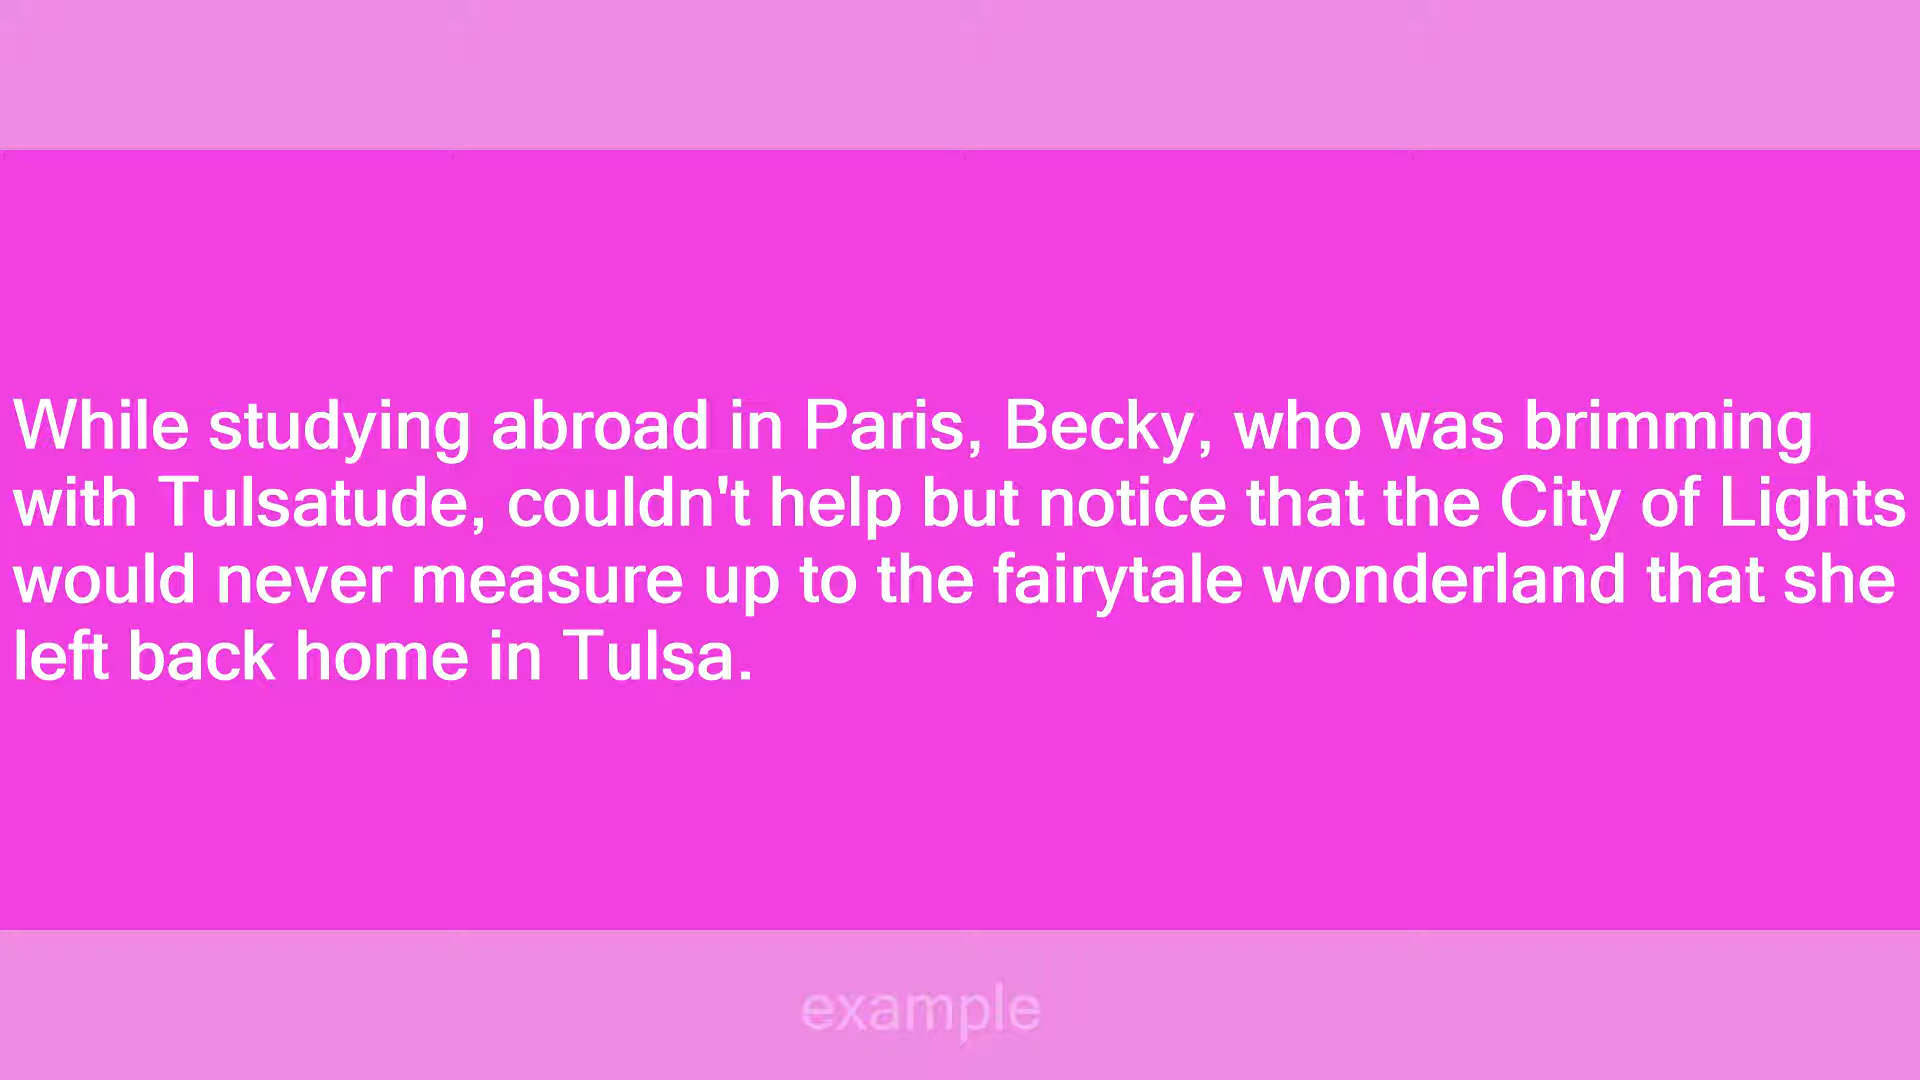 While studying abroad in Paris, Becky, who was brimming
with Tulsatude, couldn't help but notice that the City of Lights
would never measure up to the fairytale wonderland that she
left back home in Tulsa.
example